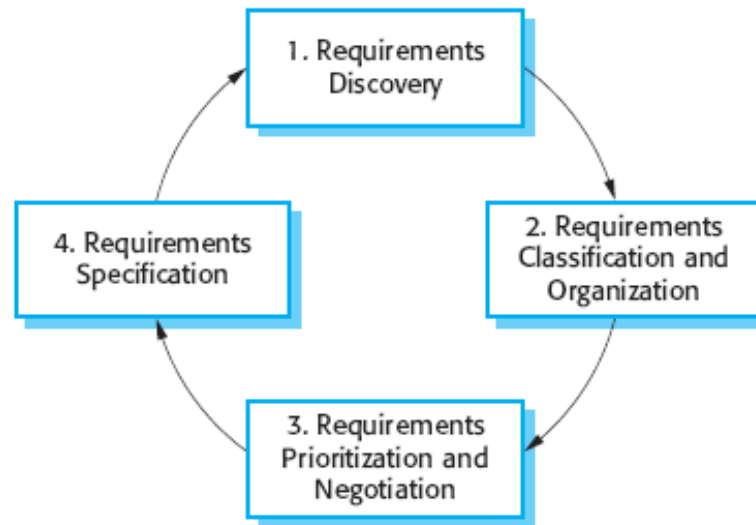 1. Requirements
Discovery
2. Requirements
Classification and
Organization
3. Requirements
Prioritization and
Negotiation
4. Requirements
Specification